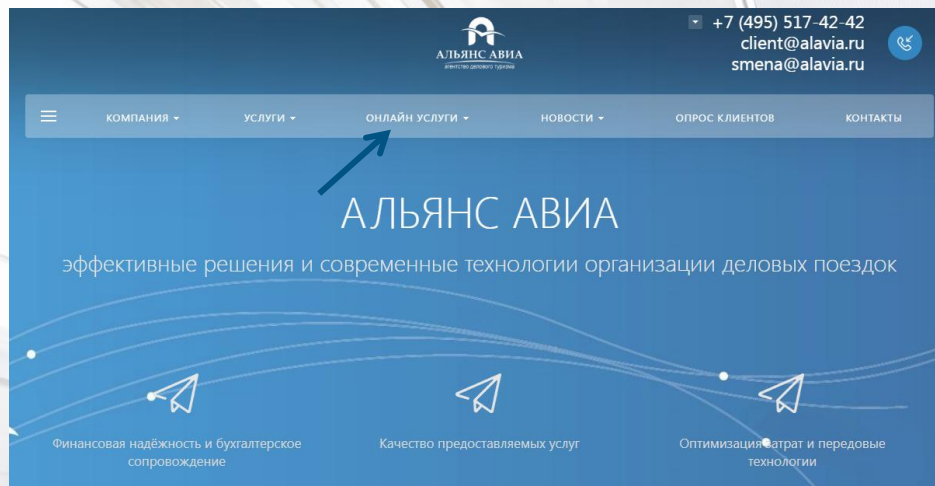 АЛЬЯНС АВИА
агентство делового туризма
+7 (495) 517-42-42
client@alavia.ru
smena@alavia.ru
КОМПАНИЯ
УСЛУГИ
ОНЛАЙН УСЛУГИ
НОВОСТИ
ОПРОС КЛИЕНТОВ
КОНТАКТЫ
АЛЬЯНС АВИА
эффективные решения и современные технологии организации деловых поездок
Финансовая надёжность и бухгалтерское
сопровождение
Качество предоставляемых услуг
Оптимизация затрат и передовые
технологии